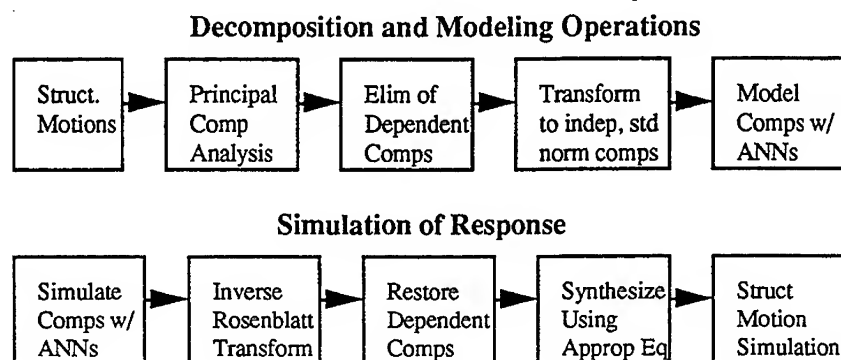 Decomposition and Modeling Operations
Struct.
Motions
Principal
Comp
Analysis
Elim of
Dependent
Comps
Transform
to indep, std
norm comps
Model
Comps w/
ANNs
Simulation of Response
Simulate
Comps w/
ANNs
Inverse
Rosenblatt
Transform
Restore
Dependent
Comps
Synthesize
Using
Approp Eq
Struct
Motion
Simulation